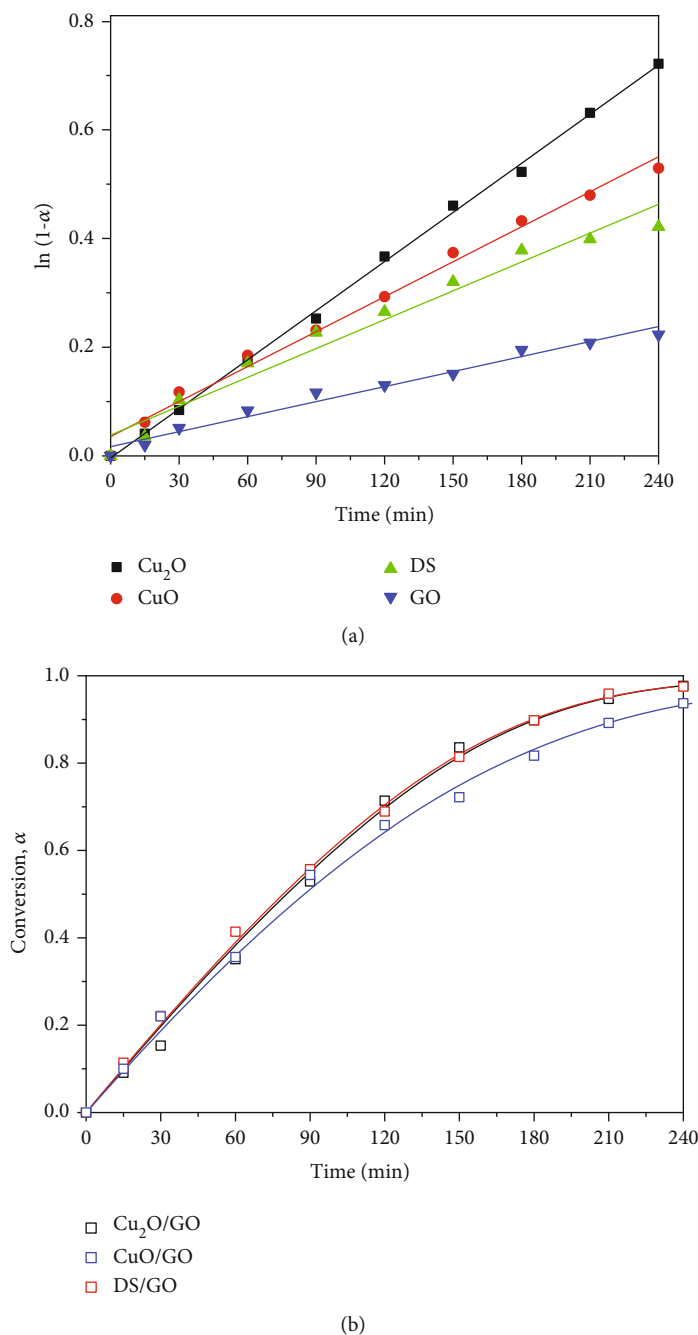 0.8
0.6
0.4
0.2
0.0
ln (1-α)
0 30 60 90 120 150 180 210 240
Time (min)
Cu2O DS
CuO GO
(a)
1.0
0.8
0.6
0.4
0.2
0.0
Conversion, α
0 30 60 90 120 150 180 210 240
Time (min)
Cu2O/GO
CuO/GO
DS/GO
(b)